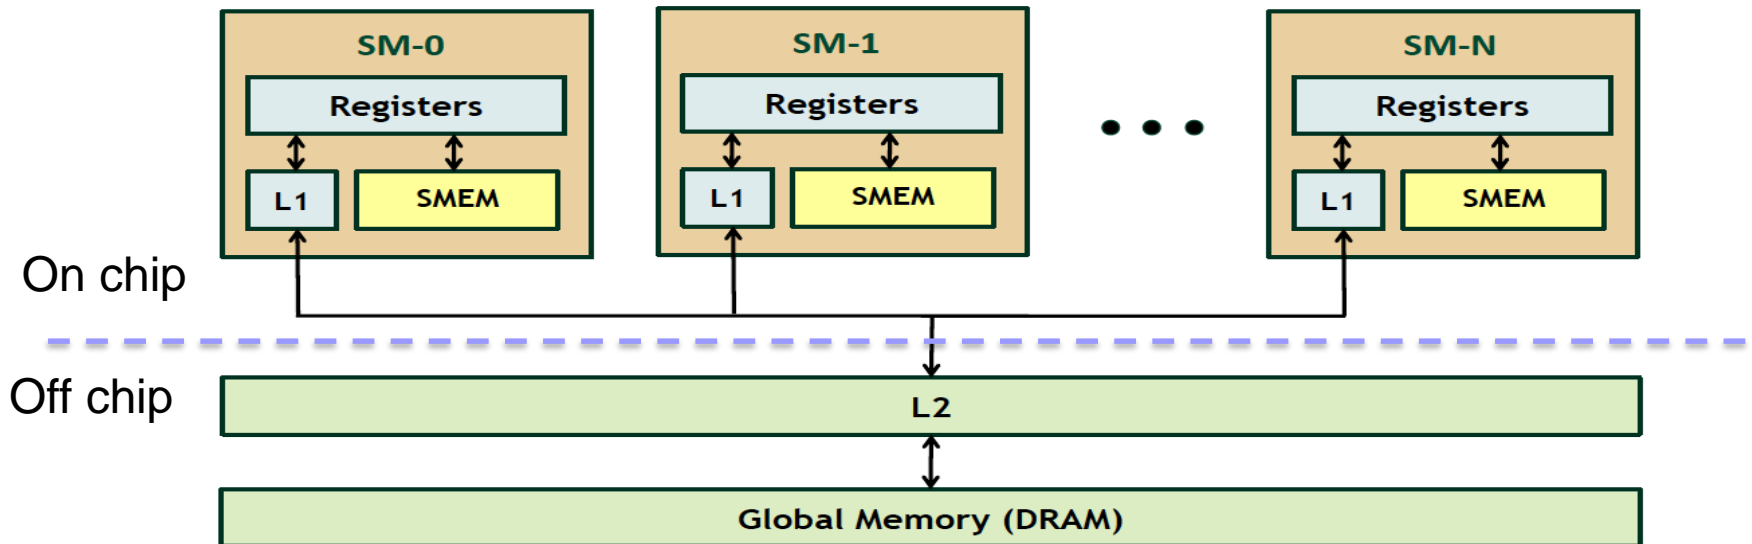 SM-0
Registers
L1
SMEM
SM-1
Registers
L1
SMEM
SM-N
Registers
L1
SMEM
On chip
Off chip
L2
Global Memory (DRAM)